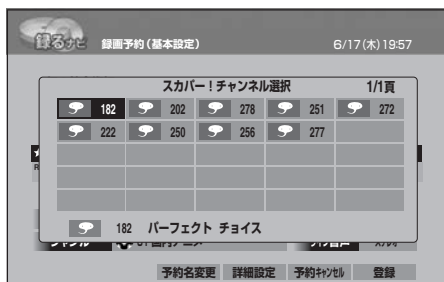 録るナビ 録画予約(基本設定) 6/17(木)19:57
スカパー!チャンネル選択 1/1頁
182 202 278 251 272
222 250 256 277
182 パーフェクト チョイス
予約名変更 詳細設定 予約キャンセル 登録